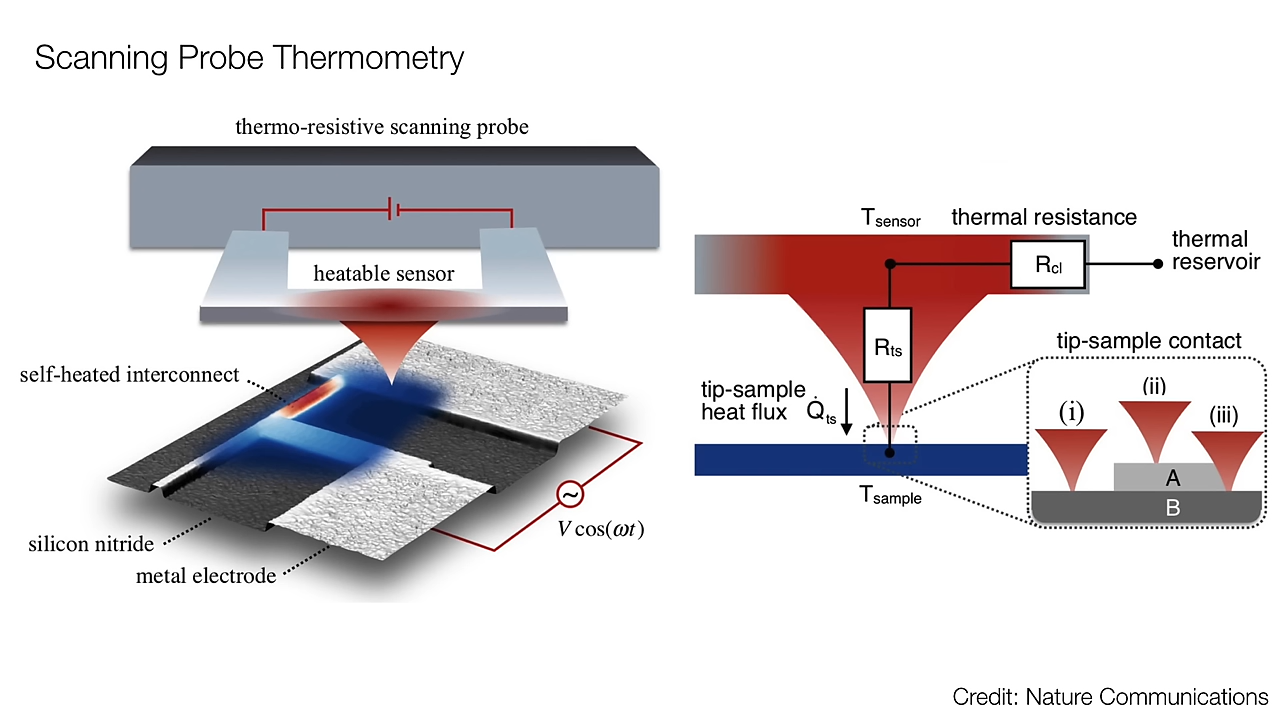 Scanning Probe Thermometry
thermo-resistive scanning probe
heatable sensor
self-heated interconnect
silicon nitride
metal electrode
~
V cos(ωt)
Tsensor
thermal resistance
thermal
reservoir
Rcl
Rts
tip-sample
heat flux Q̇ts
Tsample
tip-sample contact
(i)
(ii)
(iii)
A
B
Credit: Nature Communications